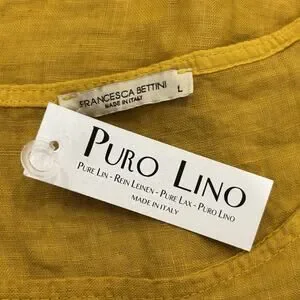 FRANCESCA BETTINI
MADE IN ITALY
L
PURO LINO
PURE LIN - REIN LEINEN - PURE LAX - PURO LINO
MADE IN ITALY